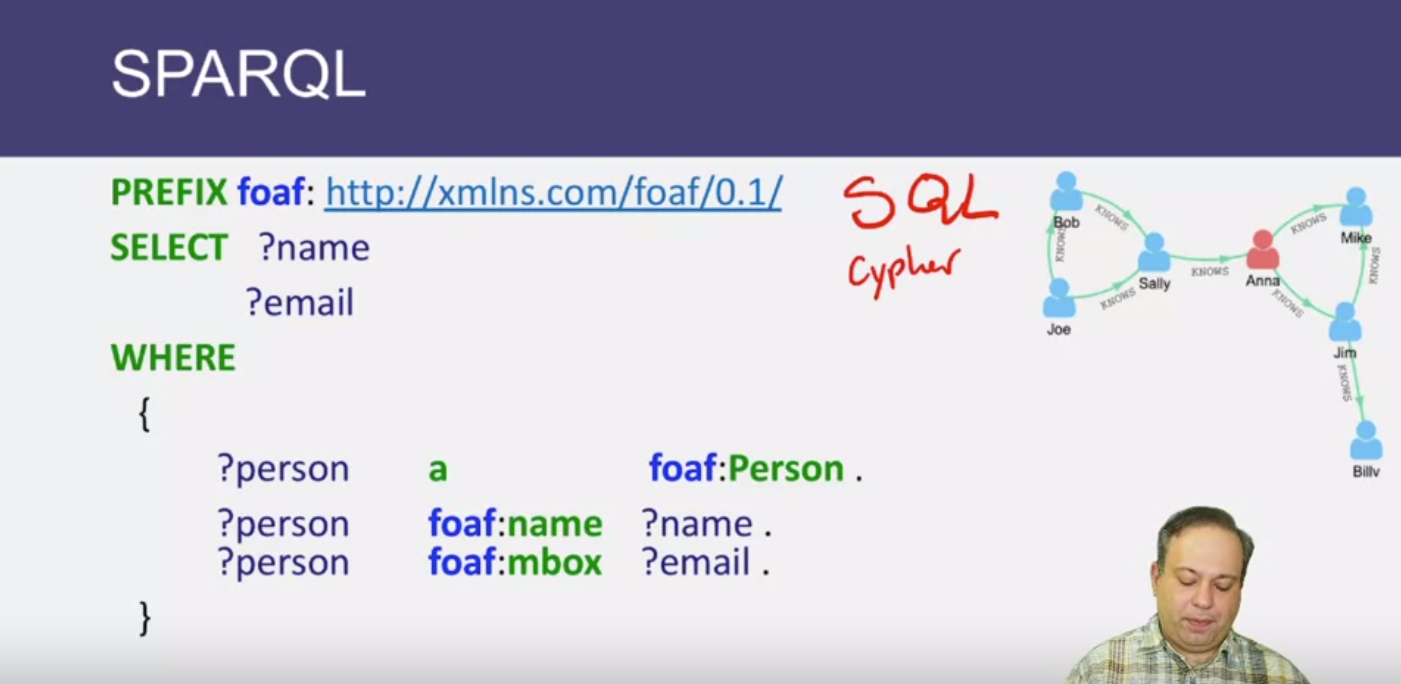 SPARQL
PREFIX foaf: http://xmlns.com/foaf/0.1/
SELECT ?name
?email
WHERE
{
?person a foaf:Person .
?person foaf:name ?name .
?person foaf:mbox ?email .
}
SQL
Cypher
Bob
KNOWS
KNOWS
Sally
KNOWS
Joe
KNOWS
Anna
KNOWS
Mike
KNOWS
KNOWS
Jim
KNOWS
Billy